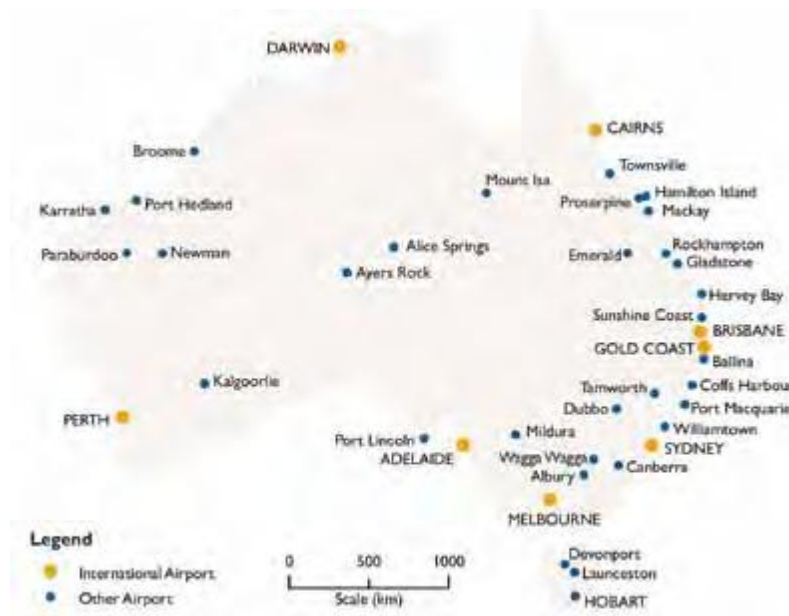 DARWIN
CAIRNS
Broome
Townsville
Mount Isa
Hamilton Island
Port Hedland
Proserpine
Karratha
Mackay
Alice Springs
Rockhampton
Paraburdoo
Newman
Emerald
Gladstone
Ayers Rock
Hervey Bay
Sunshine Coast
BRISBANE
GOLD COAST
Ballina
Kalgoorlie
Coffs Harbour
Tamworth
Port Macquarie
Dubbo
PERTH
Williamtown
Mildura
Port Lincoln
SYDNEY
ADELAIDE
Wagga Wagga
Canberra
Albury
MELBOURNE
Legend
Devonport
International Airport
0 500 1000
Launceston
Other Airport
Scale (km)
HOBART